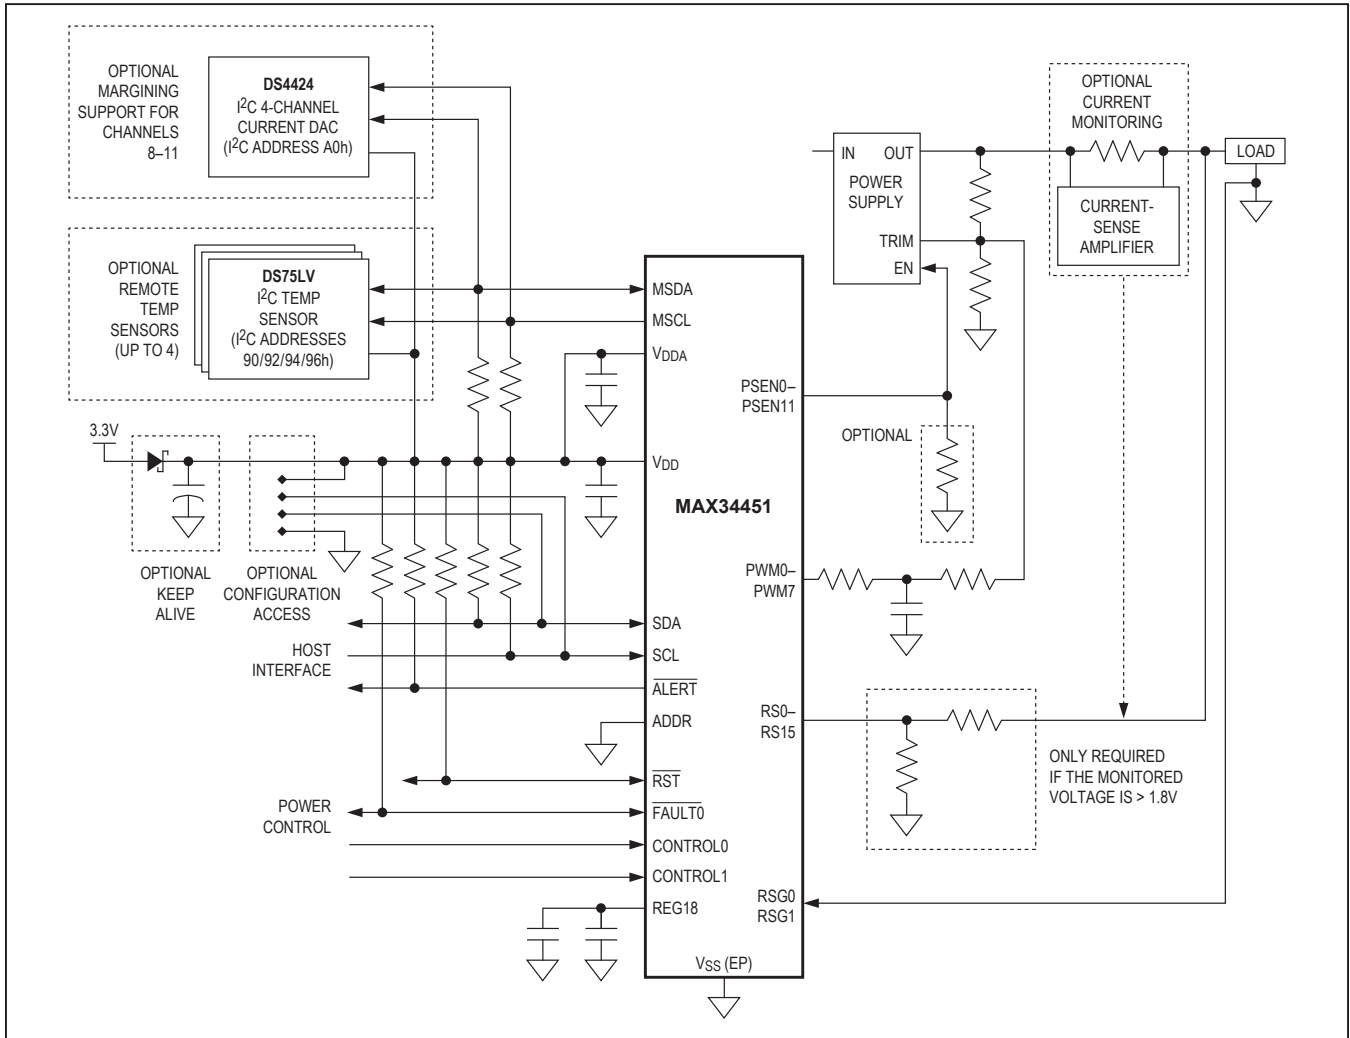 OPTIONAL
MARGINING
SUPPORT FOR
CHANNELS
8–11
DS4424
I2C 4-CHANNEL
CURRENT DAC
(I2C ADDRESS A0h)
OPTIONAL
REMOTE
TEMP
SENSORS
(UP TO 4)
DS75LV
I2C TEMP
SENSOR
(I2C ADDRESSES
90/92/94/96h)
3.3V
OPTIONAL
KEEP
ALIVE
OPTIONAL
CONFIGURATION
ACCESS
HOST
INTERFACE
POWER
CONTROL
MSDA
MSCL
VDDA
VDD
MAX34451
SDA
SCL
ALERT
ADDR
RST
FAULT0
CONTROL0
CONTROL1
REG18
VSS (EP)
PSEN0–
PSEN11
PWM0–
PWM7
RS0–
RS15
RSG0
RSG1
IN OUT
POWER
SUPPLY
TRIM
EN
OPTIONAL
OPTIONAL
CURRENT
MONITORING
CURRENT-
SENSE
AMPLIFIER
LOAD
ONLY REQUIRED
IF THE MONITORED
VOLTAGE IS > 1.8V